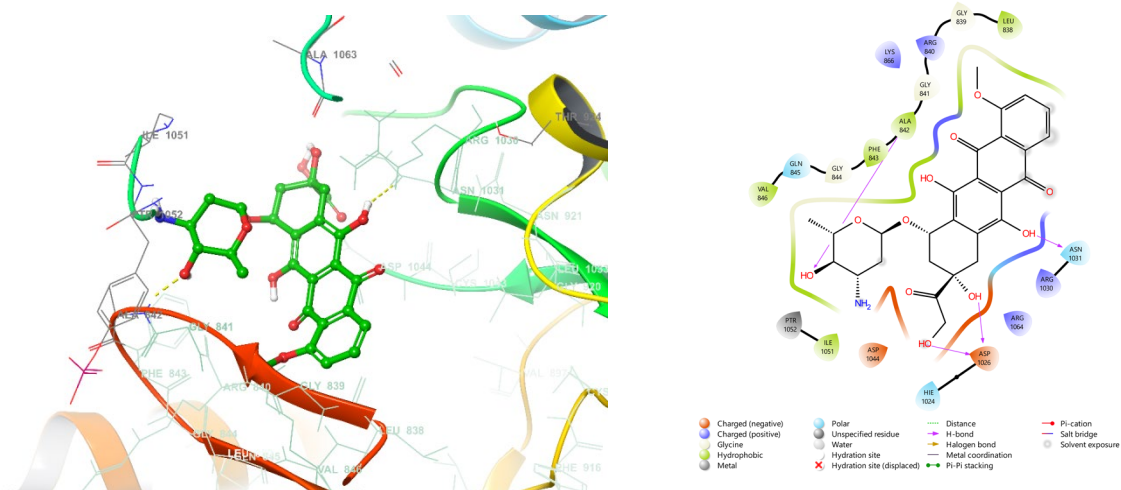 ALA 1063
THR 924
ILE 1051
ARG 1030
ASN 1031
ASN 921
ASP 1044
GLY 841
PHE 843
ARG 840
GLY 839
LEU 838
VAL 846
PHE 916
GLY
839
LEU
838
LYS
866
ARG
840
GLY
841
ALA
842
PHE
843
GLN
845
GLY
844
VAL
846
O
O
O
HO
O
O
OH
HO
NH₂
O
OH
HO
ASN
1031
ARG
1030
ARG
1064
PTR
1052
ILE
1051
ASP
1044
ASP
1026
HIE
1024
Charged (negative)
Charged (positive)
Glycine
Hydrophobic
Metal
Polar
Unspecified residue
Water
Hydration site
Hydration site (displaced)
Distance
H-bond
Halogen bond
Metal coordination
Pi-Pi stacking
Pi-cation
Salt bridge
Solvent exposure